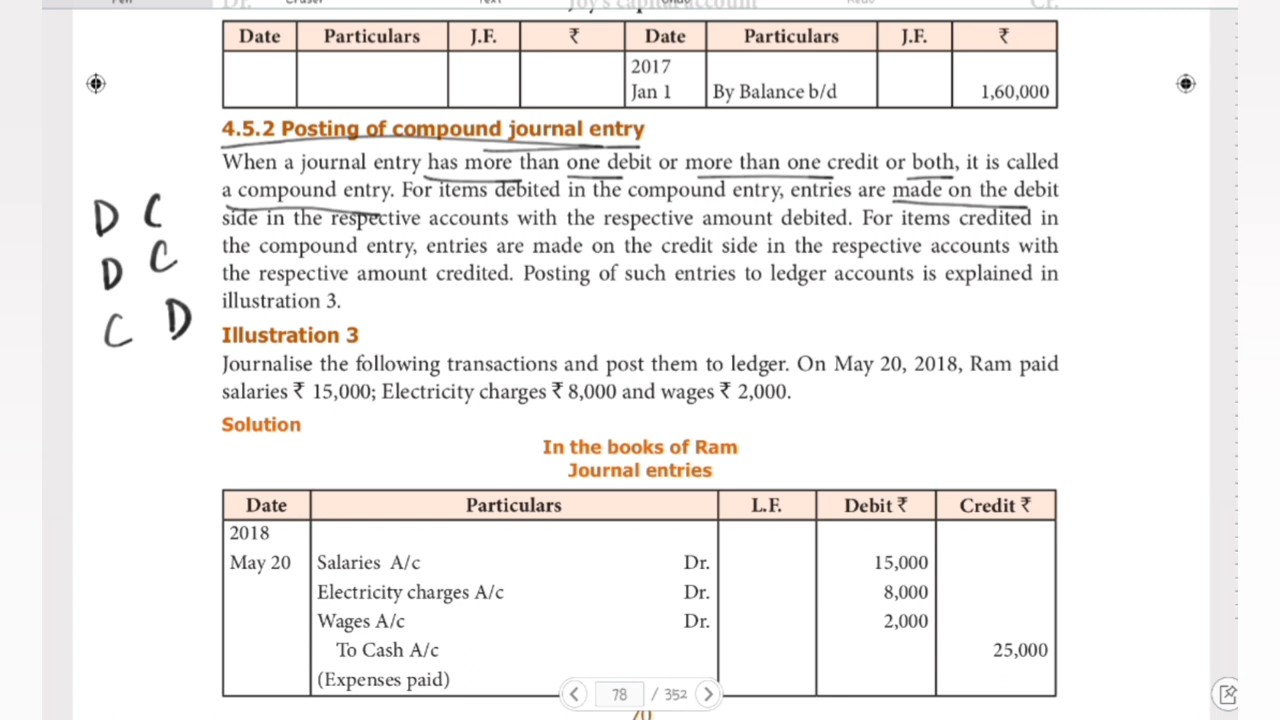 Dr. Joy's capital account Cr.
Date Particulars J.F. ₹ Date Particulars J.F. ₹
2017
Jan 1 By Balance b/d 1,60,000
4.5.2 Posting of compound journal entry
When a journal entry has more than one debit or more than one credit or both, it is called
a compound entry. For items debited in the compound entry, entries are made on the debit
side in the respective accounts with the respective amount debited. For items credited in
the compound entry, entries are made on the credit side in the respective accounts with
the respective amount credited. Posting of such entries to ledger accounts is explained in
illustration 3.
D C
D C
C D
Illustration 3
Journalise the following transactions and post them to ledger. On May 20, 2018, Ram paid
salaries ₹ 15,000; Electricity charges ₹ 8,000 and wages ₹ 2,000.
Solution
In the books of Ram
Journal entries
Date Particulars L.F. Debit ₹ Credit ₹
2018
May 20 Salaries A/c Dr. 15,000
Electricity charges A/c Dr. 8,000
Wages A/c Dr. 2,000
To Cash A/c 25,000
(Expenses paid)
78 / 352